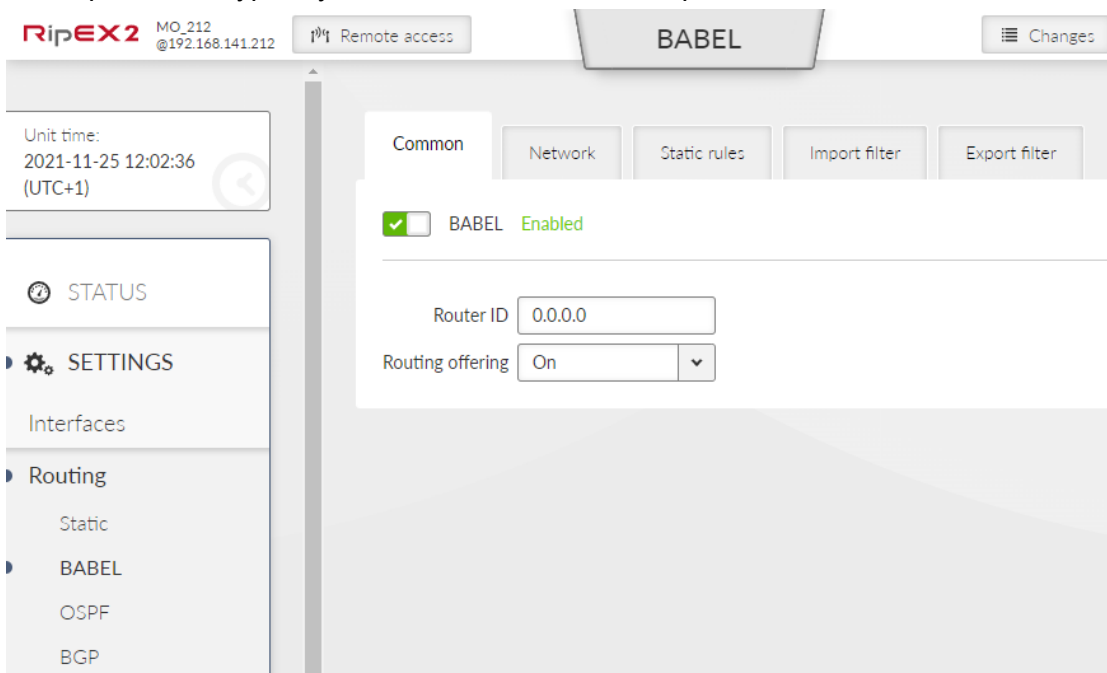 RipEX2
MO_212
@192.168.141.212
Remote access
BABEL
Changes
Unit time:
2021-11-25 12:02:36
(UTC+1)
Common
Network
Static rules
Import filter
Export filter
BABEL Enabled
STATUS
Router ID 0.0.0.0
Routing offering On
SETTINGS
Interfaces
Routing
Static
BABEL
OSPF
BGP